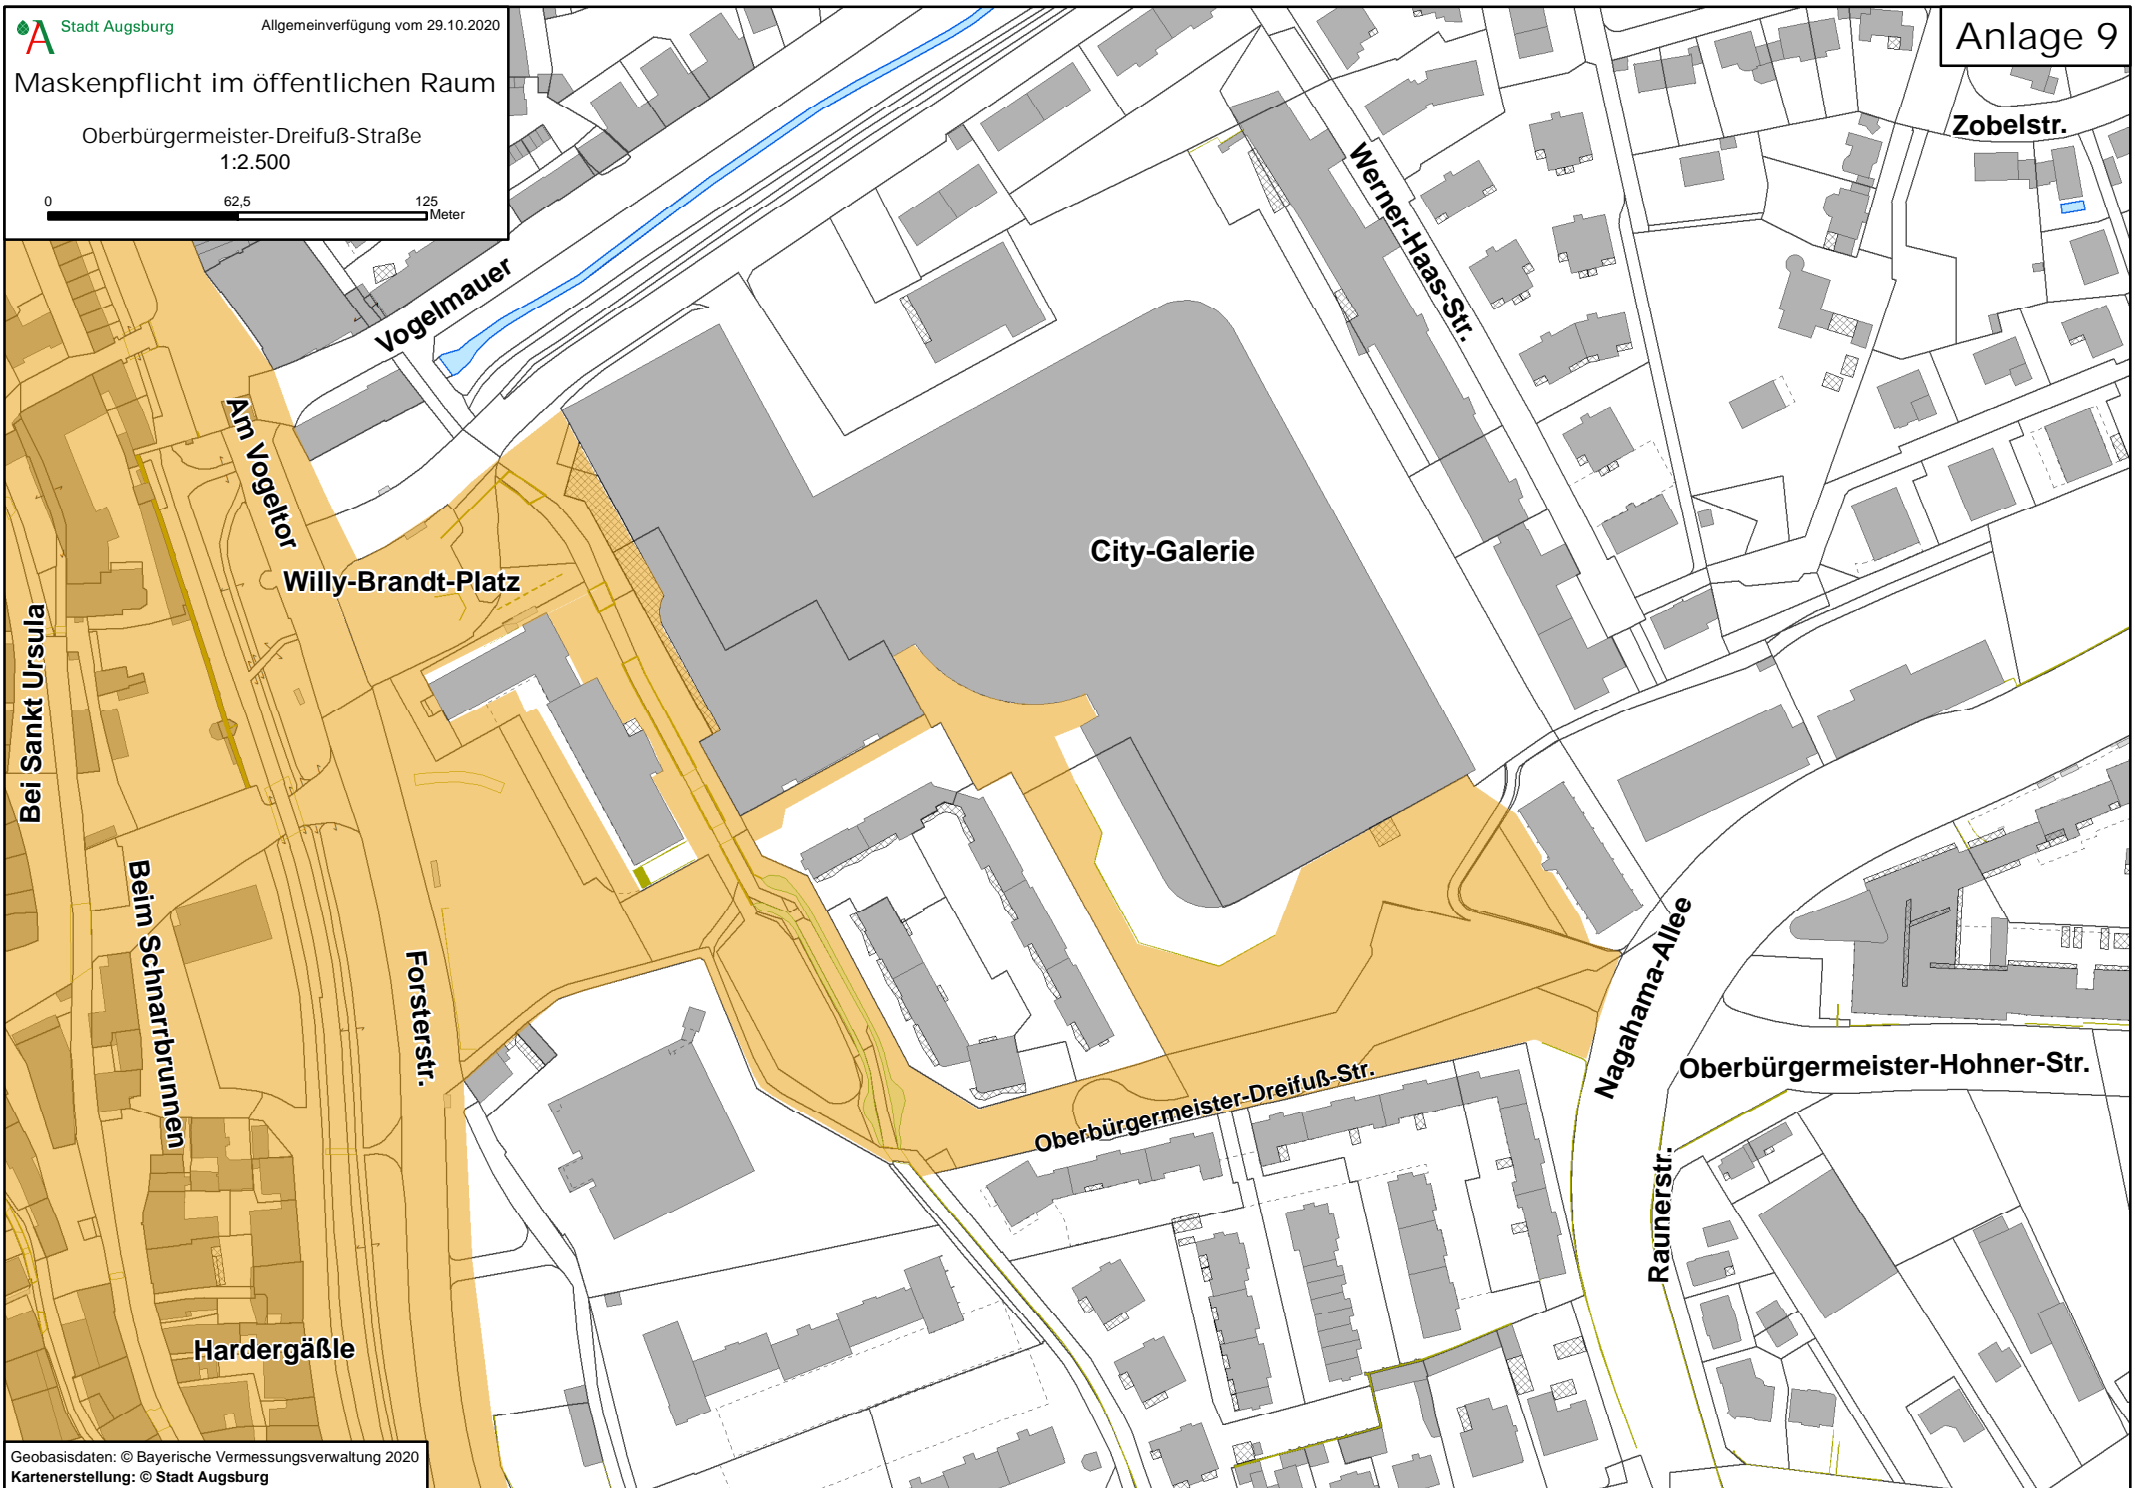 Stadt Augsburg
Allgemeinverfügung vom 29.10.2020
Maskenpflicht im öffentlichen Raum
Oberbürgermeister-Dreifuß-Straße
1:2.500
0 62,5 125
Meter
Anlage 9
Zobelstr.
Werner-Haas-Str.
Vogelmauer
Am Vogeltor
City-Galerie
Willy-Brandt-Platz
Bei Sankt Ursula
Beim Schnarrbrunnen
Forsterstr.
Nagahama-Allee
Oberbürgermeister-Hohner-Str.
Oberbürgermeister-Dreifuß-Str.
Raunerstr.
Hardergäßle
Geobasisdaten: © Bayerische Vermessungsverwaltung 2020
Kartenerstellung: © Stadt Augsburg